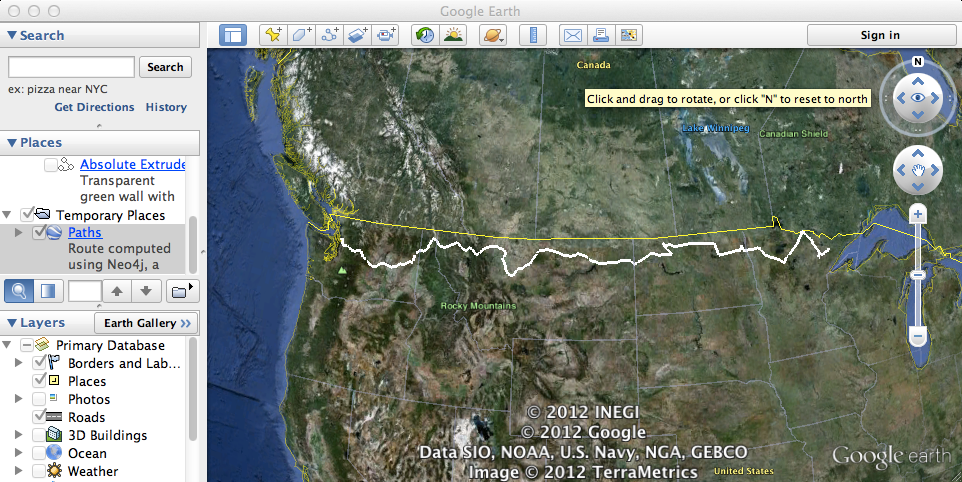 Google Earth
Search
Search
ex: pizza near NYC
Get Directions History
Places
Absolute Extrude
Transparent
green wall with
Temporary Places
Paths
Route computed
using Neo4j, a
Layers
Earth Gallery >>
Primary Database
Borders and Lab...
Places
Photos
Roads
3D Buildings
Ocean
Weather
Sign in
Canada
N
Click and drag to rotate, or click "N" to reset to north
Lake Winnipeg
Canadian Shield
Rocky Mountains
© 2012 INEGI
© 2012 Google
Data SIO, NOAA, U.S. Navy, NGA, GEBCO
Image © 2012 TerraMetrics
United States
Google earth